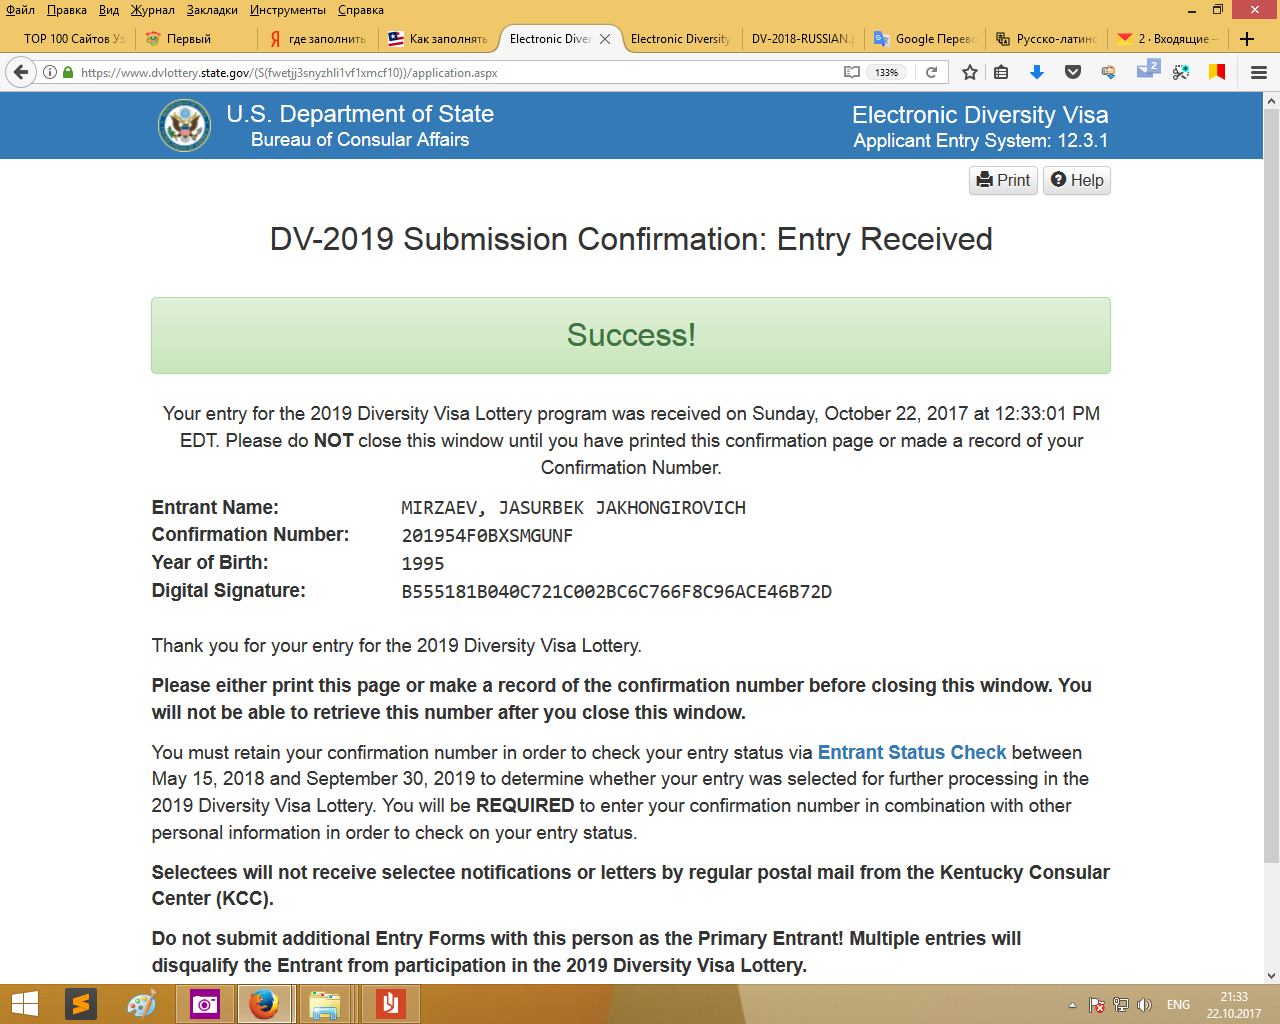 Файл Правка Вид Журнал Закладки Инструменты Справка
TOP 100 Сайтов Уз Первый где заполнить Как заполнять Electronic Diver Electronic Diversity DV-2018-RUSSIAN.p Google Перево Русско-латинс 2 · Входящие –
https://www.dvlottery.state.gov/(S(fwetjj3snyzhli1vf1xmcf10))/application.aspx 133% 2
U.S. Department of State
Bureau of Consular Affairs
Electronic Diversity Visa
Applicant Entry System: 12.3.1
Print Help
DV-2019 Submission Confirmation: Entry Received
Success!
Your entry for the 2019 Diversity Visa Lottery program was received on Sunday, October 22, 2017 at 12:33:01 PM
EDT. Please do NOT close this window until you have printed this confirmation page or made a record of your
Confirmation Number.
Entrant Name: MIRZAEV, JASURBEK JAKHONGIROVICH
Confirmation Number: 201954F0BXSMGUNF
Year of Birth: 1995
Digital Signature: B555181B040C721C002BC6C766F8C96ACE46B72D
Thank you for your entry for the 2019 Diversity Visa Lottery.
Please either print this page or make a record of the confirmation number before closing this window. You
will not be able to retrieve this number after you close this window.
You must retain your confirmation number in order to check your entry status via Entrant Status Check between
May 15, 2018 and September 30, 2019 to determine whether your entry was selected for further processing in the
2019 Diversity Visa Lottery. You will be REQUIRED to enter your confirmation number in combination with other
personal information in order to check on your entry status.
Selectees will not receive selectee notifications or letters by regular postal mail from the Kentucky Consular
Center (KCC).
Do not submit additional Entry Forms with this person as the Primary Entrant! Multiple entries will
disqualify the Entrant from participation in the 2019 Diversity Visa Lottery.
ENG 21:33
22.10.2017